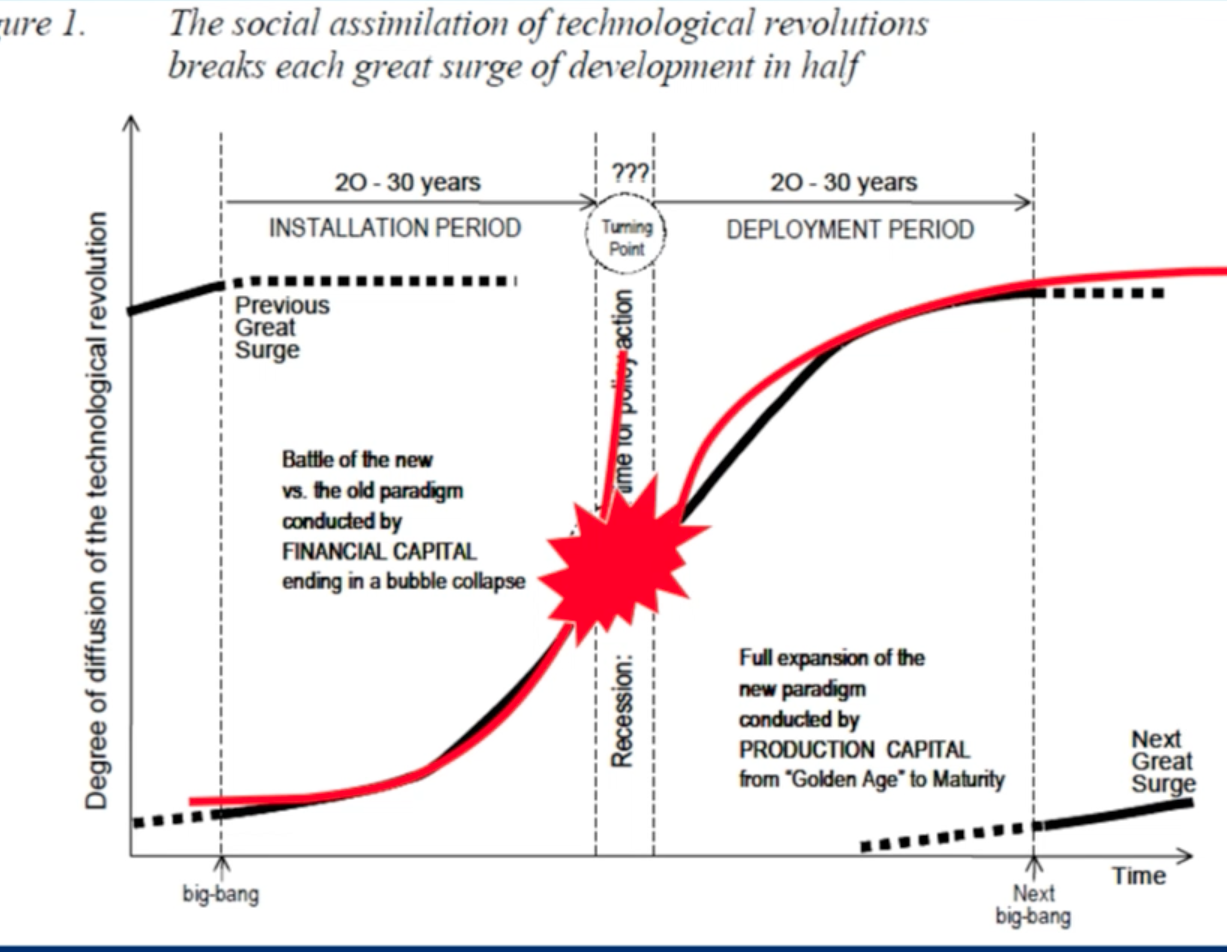 ure 1. The social assimilation of technological revolutions
breaks each great surge of development in half
20 - 30 years
INSTALLATION PERIOD
???
Turning
Point
20 - 30 years
DEPLOYMENT PERIOD
Degree of diffusion of the technological revolution
Previous
Great
Surge
Battle of the new
vs. the old paradigm
conducted by
FINANCIAL CAPITAL
ending in a bubble collapse
Recession: ime for policy action
Full expansion of the
new paradigm
conducted by
PRODUCTION CAPITAL
from "Golden Age" to Maturity
Next
Great
Surge
Time
big-bang
Next
big-bang